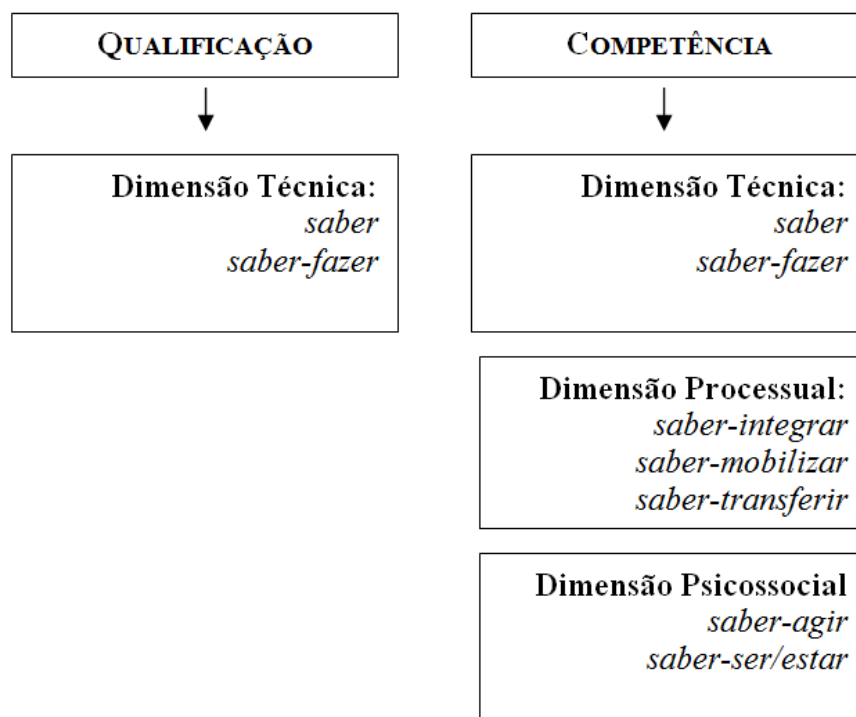 QUALIFICAÇÃO
Dimensão Técnica:
saber
saber-fazer
COMPETÊNCIA
Dimensão Técnica:
saber
saber-fazer
Dimensão Processual:
saber-integrar
saber-mobilizar
saber-transferir
Dimensão Psicossocial
saber-agir
saber-ser/estar